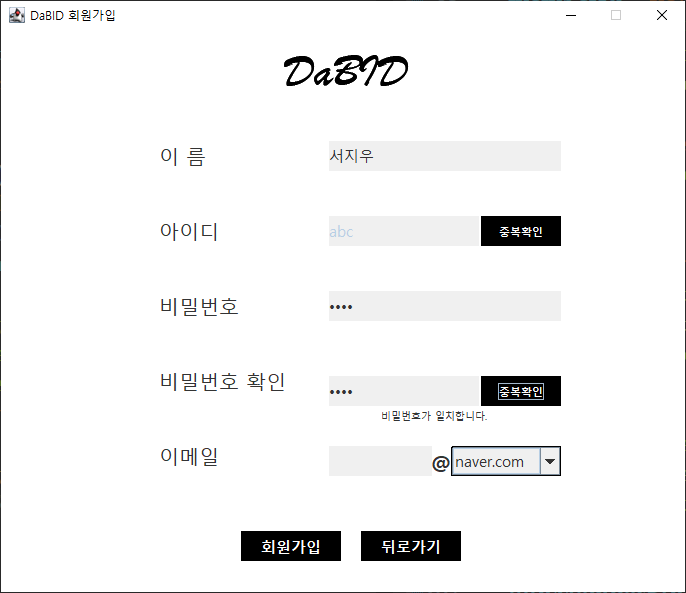 DaBID 회원가입
DaBID
이 름 서지우
아이디 abc 중복확인
비밀번호 ••••
비밀번호 확인 •••• 중복확인
비밀번호가 일치합니다.
이메일 @ naver.com
회원가입 뒤로가기